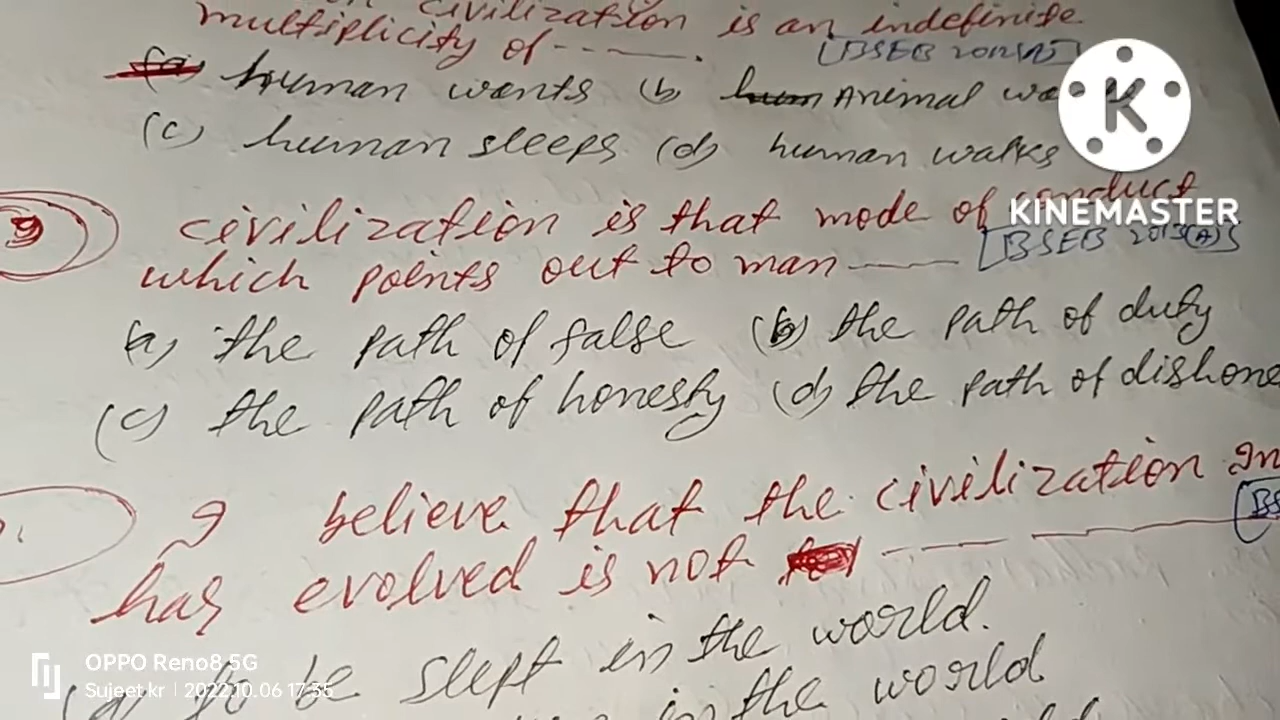 civilization is an indefinite
multiplicity of ------. [BSEB 2012(A)]
(a) human wants (b) Animal
(c) human sleeps (d) human walks
K
KINEMASTER
9 civilization is that mode of conduct
which points out to man —— [BSEB 2013(A)S
(a) the path of false (b) the path of duty
(c) the path of honesty (d) the path of dishone
I believe that the civilization In
has evolved is not — — —
(a) to be slept in the world.
in the world
OPPO Reno8 5G
Sujeet.kr | 2022.10.06 17:35